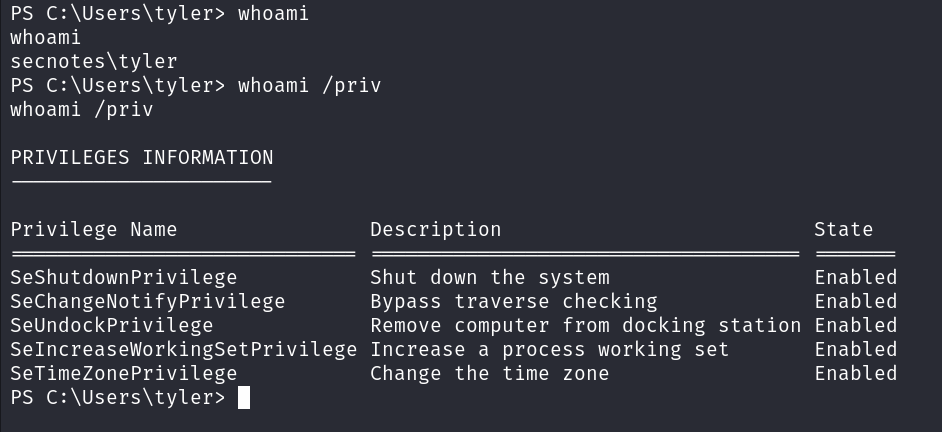 PS C:\Users\tyler> whoami
whoami
secnotes\tyler
PS C:\Users\tyler> whoami /priv
whoami /priv
PRIVILEGES INFORMATION
----------------------
Privilege Name Description State
============================= ==================================== =======
SeShutdownPrivilege Shut down the system Enabled
SeChangeNotifyPrivilege Bypass traverse checking Enabled
SeUndockPrivilege Remove computer from docking station Enabled
SeIncreaseWorkingSetPrivilege Increase a process working set Enabled
SeTimeZonePrivilege Change the time zone Enabled
PS C:\Users\tyler>